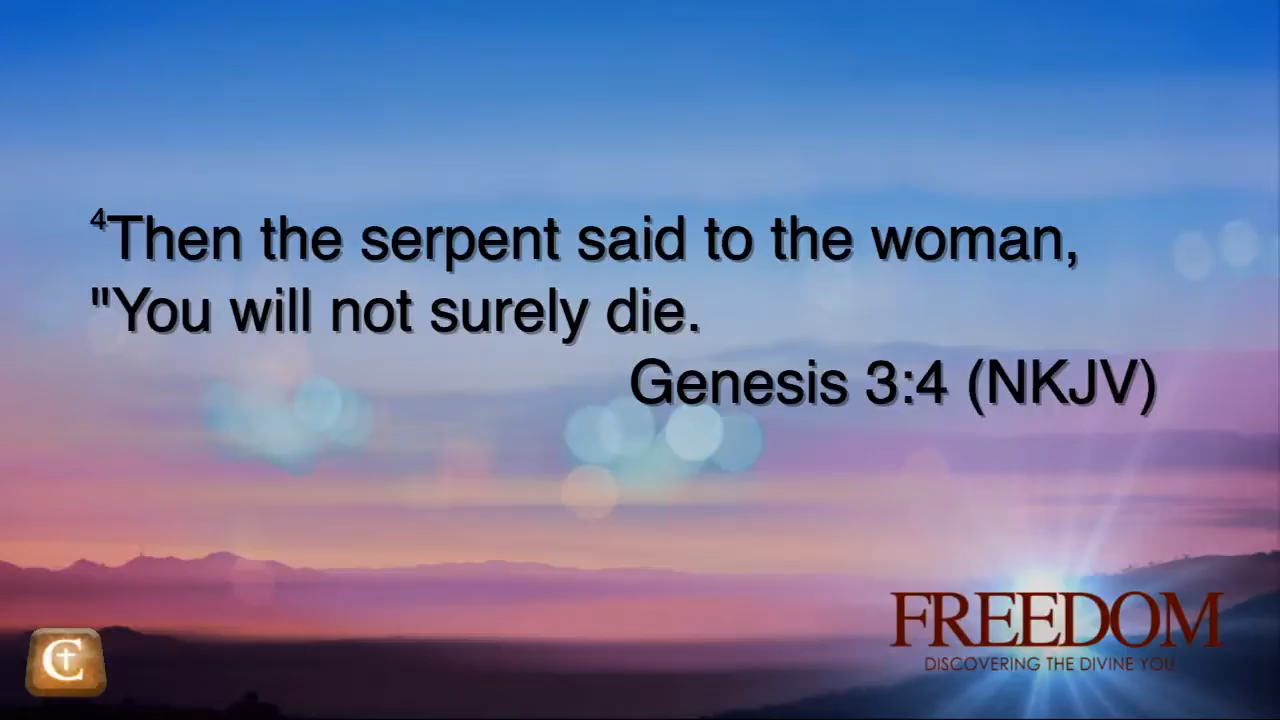 4Then the serpent said to the woman,
"You will not surely die.
Genesis 3:4 (NKJV)
FREEDOM
DISCOVERING THE DIVINE YOU
C